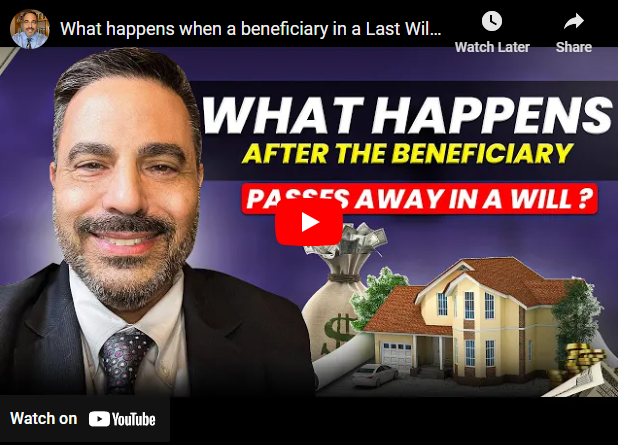 What happens when a beneficiary in a Last Wil...
Watch Later
Share
WHAT HAPPENS
AFTER THE BENEFICIARY
PASSES AWAY IN A WILL ?
$
Watch on YouTube